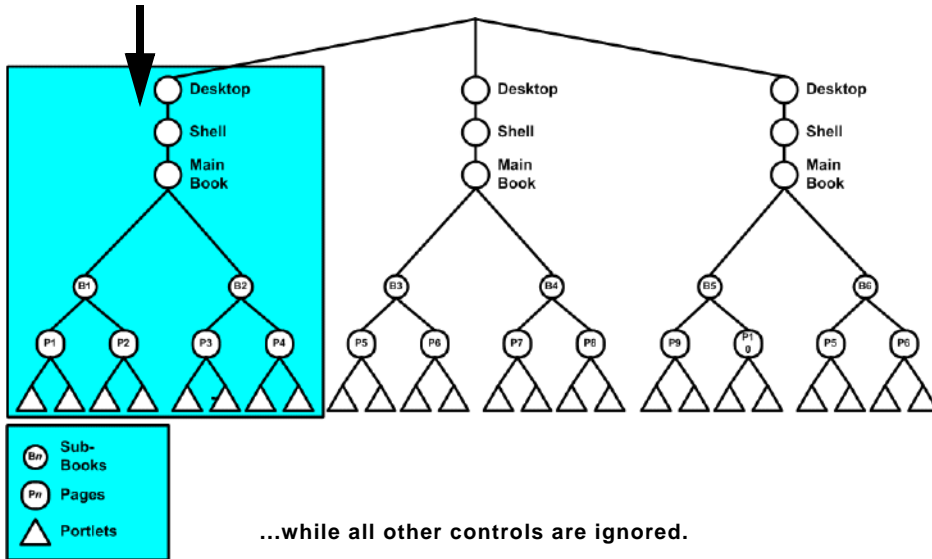 Desktop
Desktop
Desktop
Shell
Shell
Shell
Main
Book
Main
Book
Main
Book
B1
B2
B3
B4
B5
B6
P1
P2
P3
P4
P5
P6
P7
P8
P9
P1
0
P5
P6
Bn
Sub-
Books
Pn
Pages
Portlets
...while all other controls are ignored.